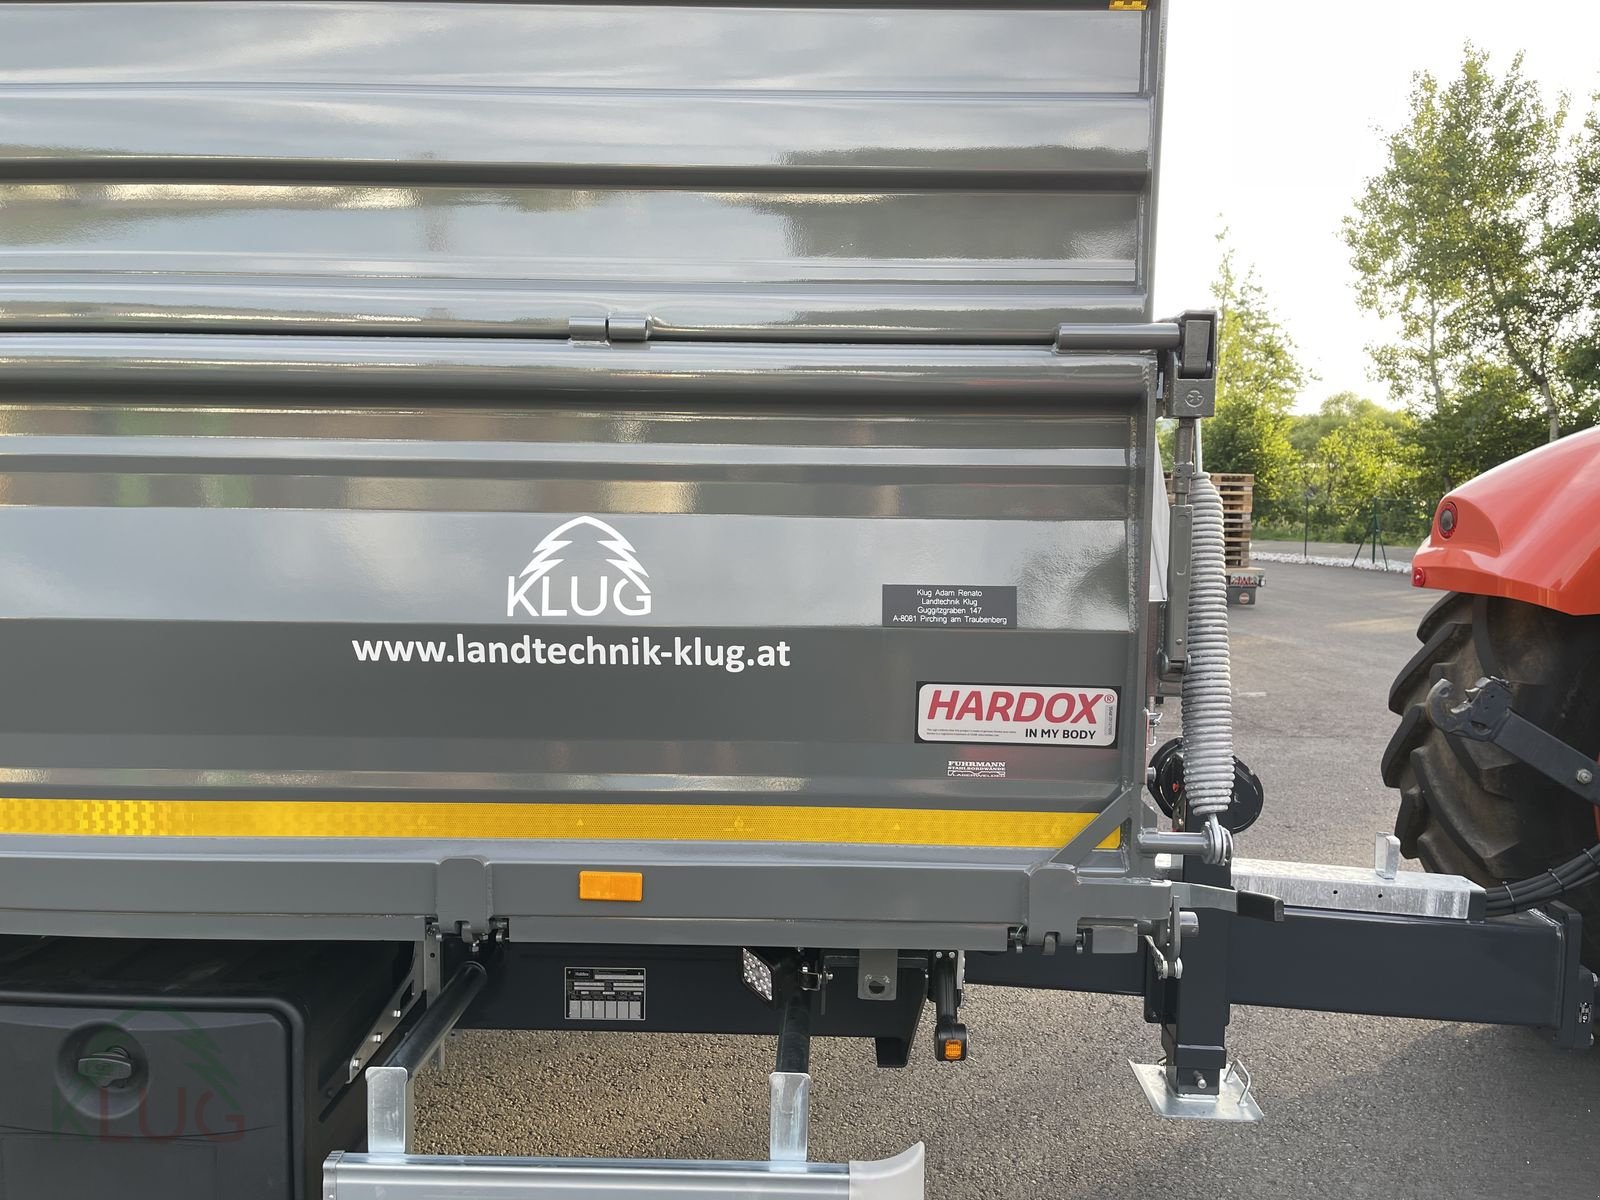 KLUG
www.landtechnik-klug.at
Klug Adam Renato
Landtechnik Klug
Guggitzgraben 147
A-8081 Pirching am Traubenberg
HARDOX®
IN MY BODY
FUHRMANN
STAHLBORDWÄNDE
KLUG